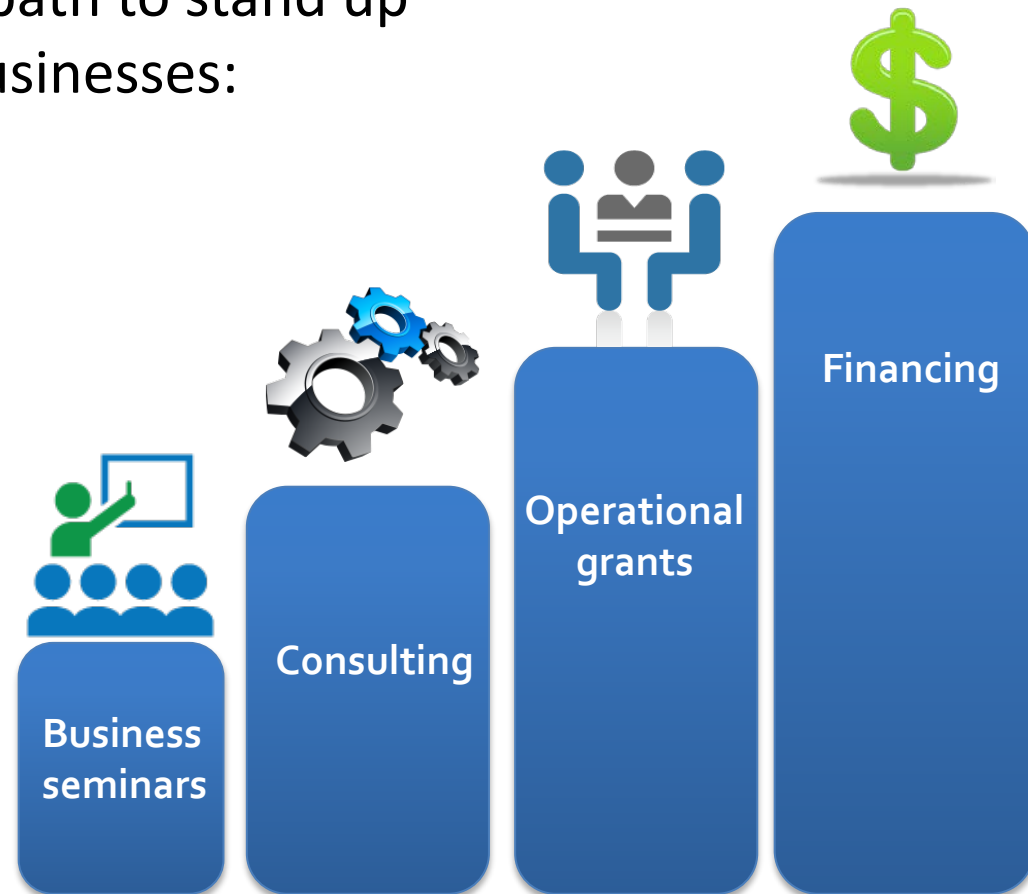 path to stand up
usinesses:
Business
seminars
Consulting
Operational
grants
Financing